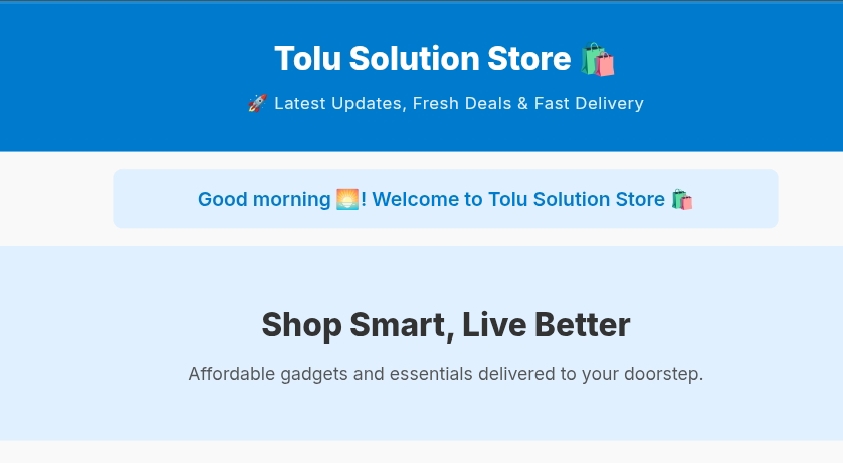 Tolu Solution Store 🛍️
🚀 Latest Updates, Fresh Deals & Fast Delivery
Good morning 🌅! Welcome to Tolu Solution Store 🛍️
Shop Smart, Live Better
Affordable gadgets and essentials delivered to your doorstep.